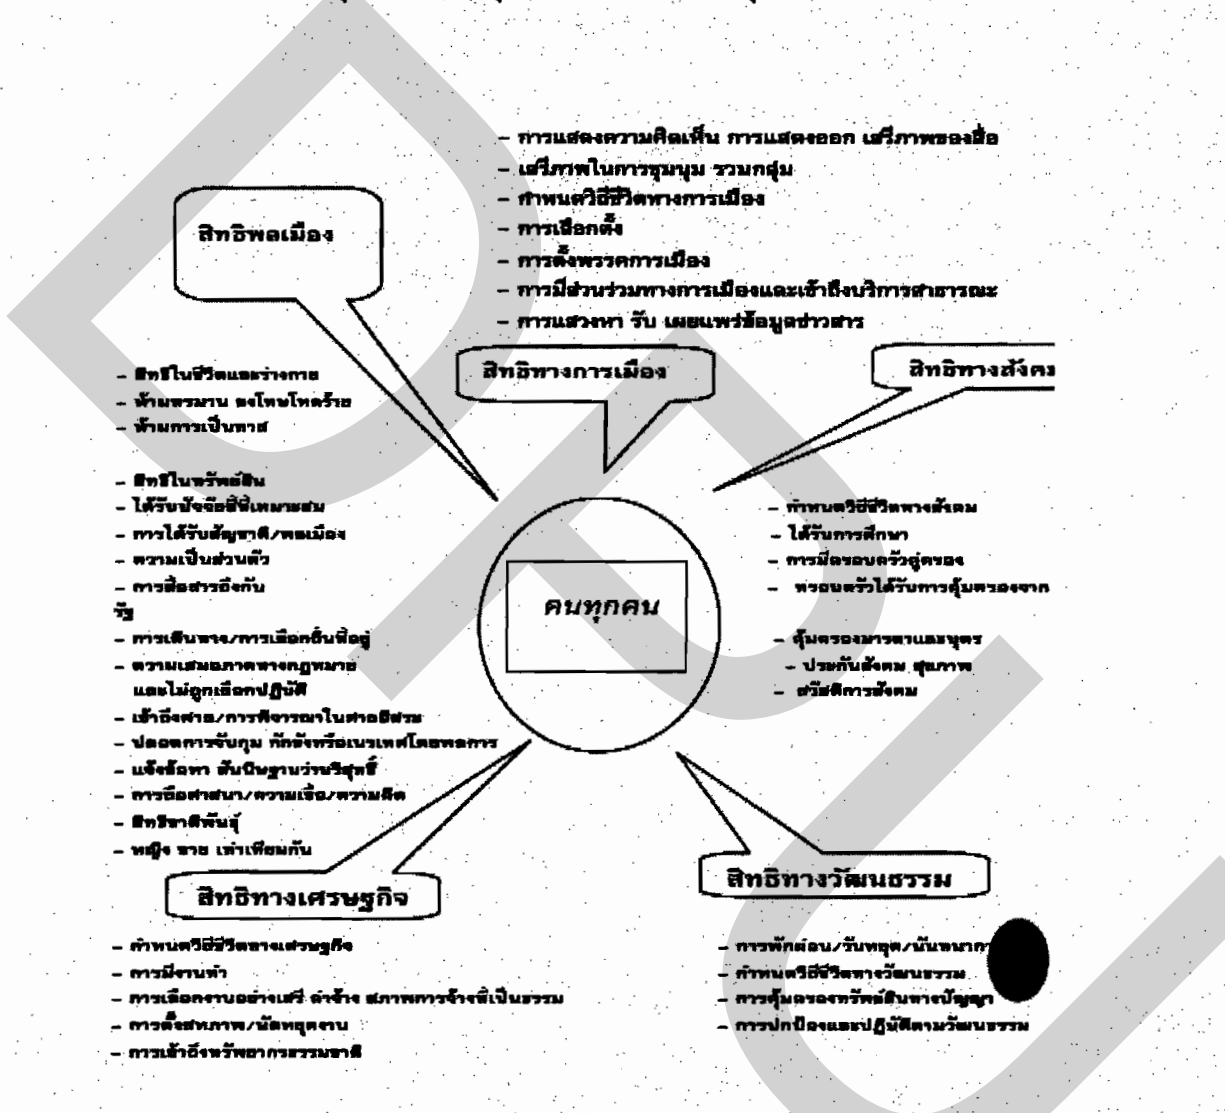 - การแสดงความคิดเห็น การแสดงออก เสรีภาพของสื่อ
- เสรีภาพในการชุมนุม รวมกลุ่ม
- กำหนดวิถีชีวิตทางการเมือง
- การเลือกตั้ง
- การตั้งพรรคการเมือง
- การมีส่วนร่วมทางการเมืองและเข้าถึงบริการสาธารณะ
- การแสวงหา รับ เผยแพร่ข้อมูลข่าวสาร
สิทธิพลเมือง
สิทธิทางการเมือง
สิทธิทางสังคม
- สิทธิในชีวิตและร่างกาย
- ห้ามทรมาน ลงโทษโหดร้าย
- ห้ามการเป็นทาส
- สิทธิในทรัพย์สิน
- ได้รับปัจจัยสี่ที่เหมาะสม
- การได้รับสัญชาติ/พลเมือง
- ความเป็นส่วนตัว
- การสื่อสารถึงกัน
รัฐ
- การเดินทาง/การเลือกถิ่นที่อยู่
- ความเสมอภาคทางกฎหมาย
และไม่ถูกเลือกปฏิบัติ
- เข้าถึงศาล/การพิจารณาในศาลอิสระ
- ปลอดการจับกุม กักขังหรือเนรเทศโดยพลการ
- แจ้งข้อหา สันนิษฐานว่าบริสุทธิ์
- การถือศาสนา/ความเชื่อ/ความคิด
- สิทธิชาติพันธุ์
- หญิง ชาย เท่าเทียมกัน
คนทุกคน
- กำหนดวิถีชีวิตทางสังคม
- ได้รับการศึกษา
- การมีครอบครัวคู่ครอง
- ครอบครัวได้รับการคุ้มครองจาก
- คุ้มครองมารดาและบุตร
- ประกันสังคม สุขภาพ
- สวัสดิการสังคม
สิทธิทางเศรษฐกิจ
- กำหนดวิถีชีวิตทางเศรษฐกิจ
- การมีงานทำ
- การเลือกงานอย่างเสรี ค่าจ้าง สภาพการจ้างที่เป็นธรรม
- การตั้งสหภาพ/นัดหยุดงาน
- การเข้าถึงทรัพยากรธรรมชาติ
สิทธิทางวัฒนธรรม
- การพักผ่อน/วันหยุด/นันทนากา
- กำหนดวิถีชีวิตทางวัฒนธรรม
- การคุ้มครองทรัพย์สินทางปัญญา
- การปกป้องและปฏิบัติตามวัฒนธรรม